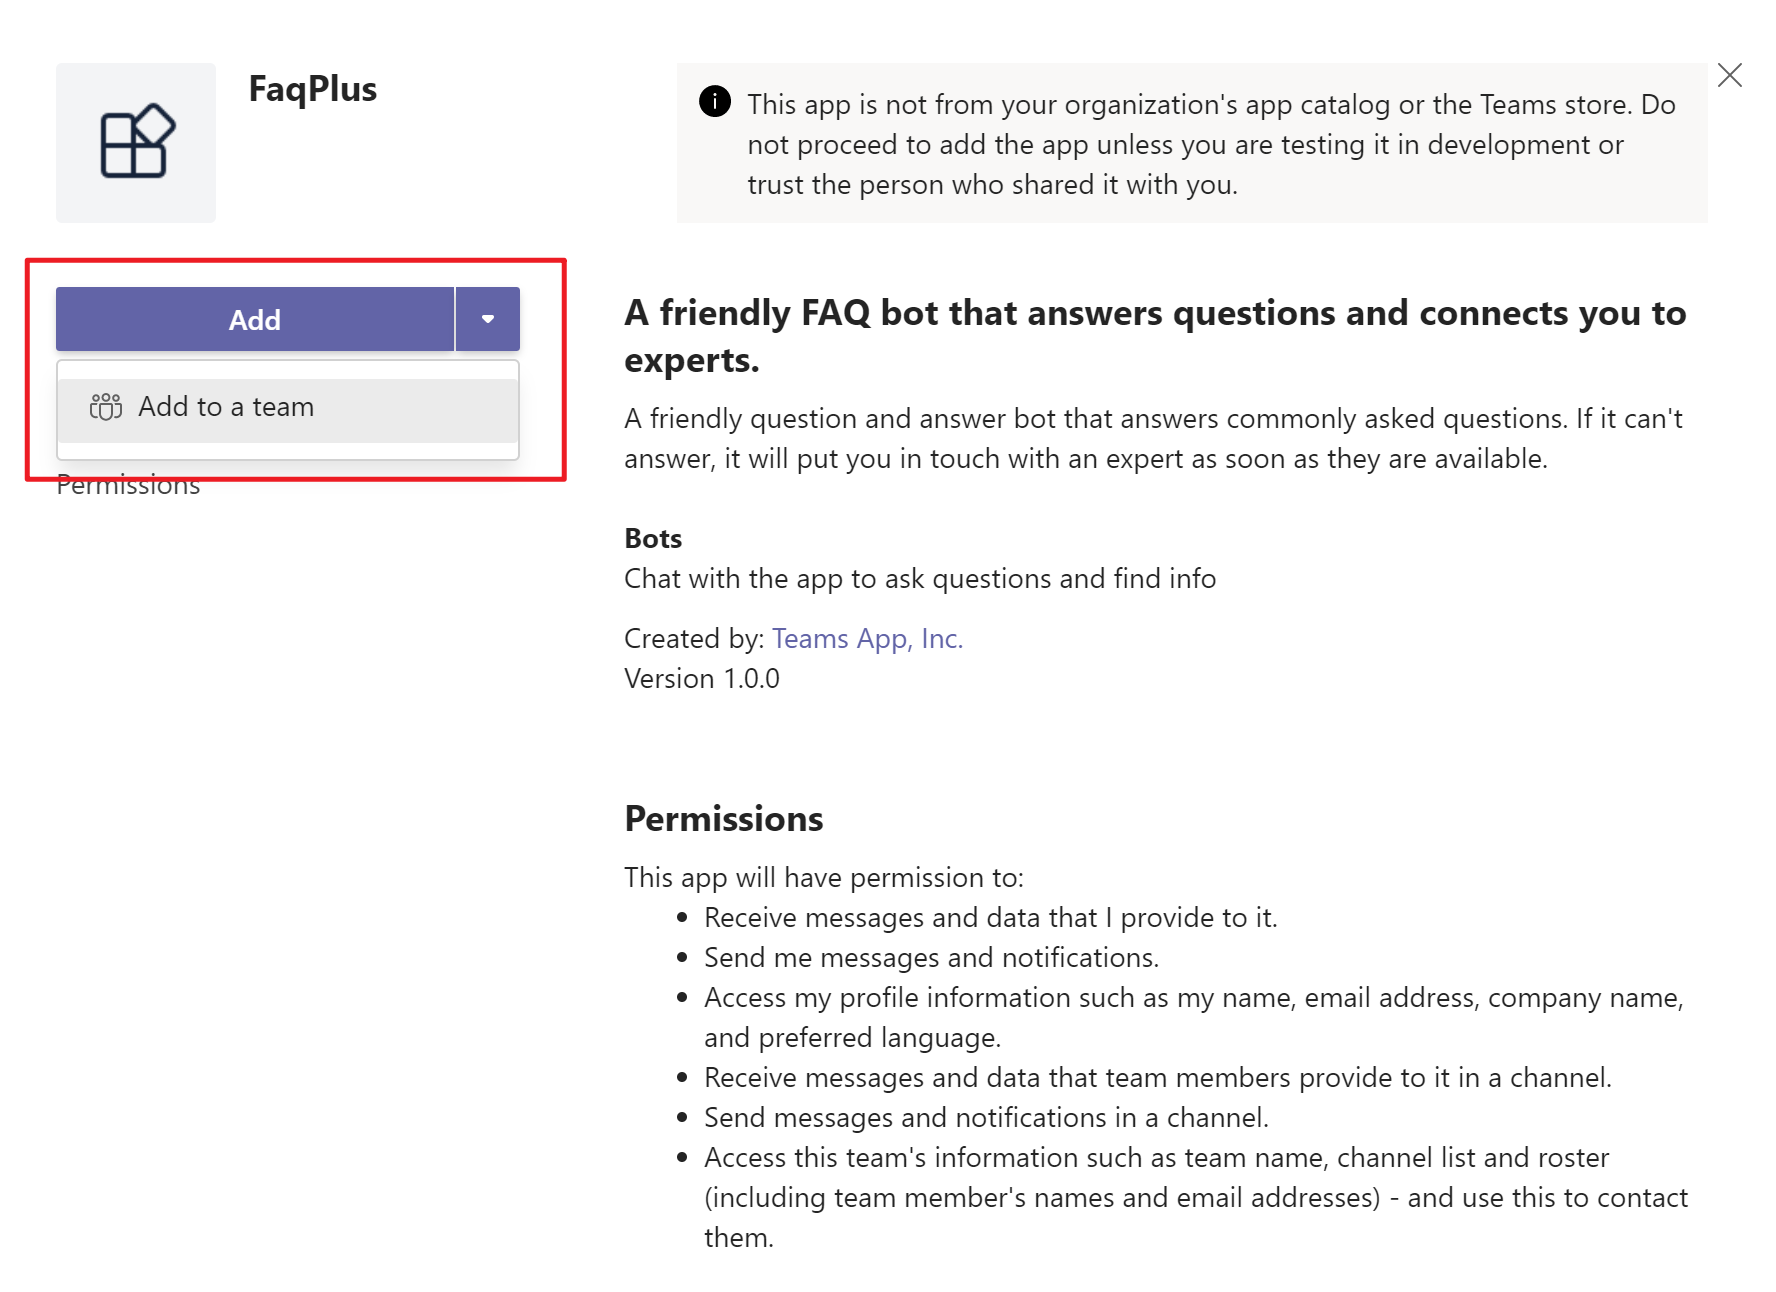 FaqPlus
This app is not from your organization's app catalog or the Teams store. Do
not proceed to add the app unless you are testing it in development or
trust the person who shared it with you.
Add
Add to a team
Permissions
A friendly FAQ bot that answers questions and connects you to
experts.
A friendly question and answer bot that answers commonly asked questions. If it can't
answer, it will put you in touch with an expert as soon as they are available.
Bots
Chat with the app to ask questions and find info
Created by: Teams App, Inc.
Version 1.0.0
Permissions
This app will have permission to:
• Receive messages and data that I provide to it.
• Send me messages and notifications.
• Access my profile information such as my name, email address, company name,
and preferred language.
• Receive messages and data that team members provide to it in a channel.
• Send messages and notifications in a channel.
• Access this team's information such as team name, channel list and roster
(including team member's names and email addresses) - and use this to contact
them.